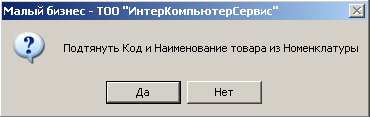 Малый бизнес - ТОО "ИнтерКомпьютерСервис"
Подтянуть Код и Наименование товара из Номенклатуры
Да Нет